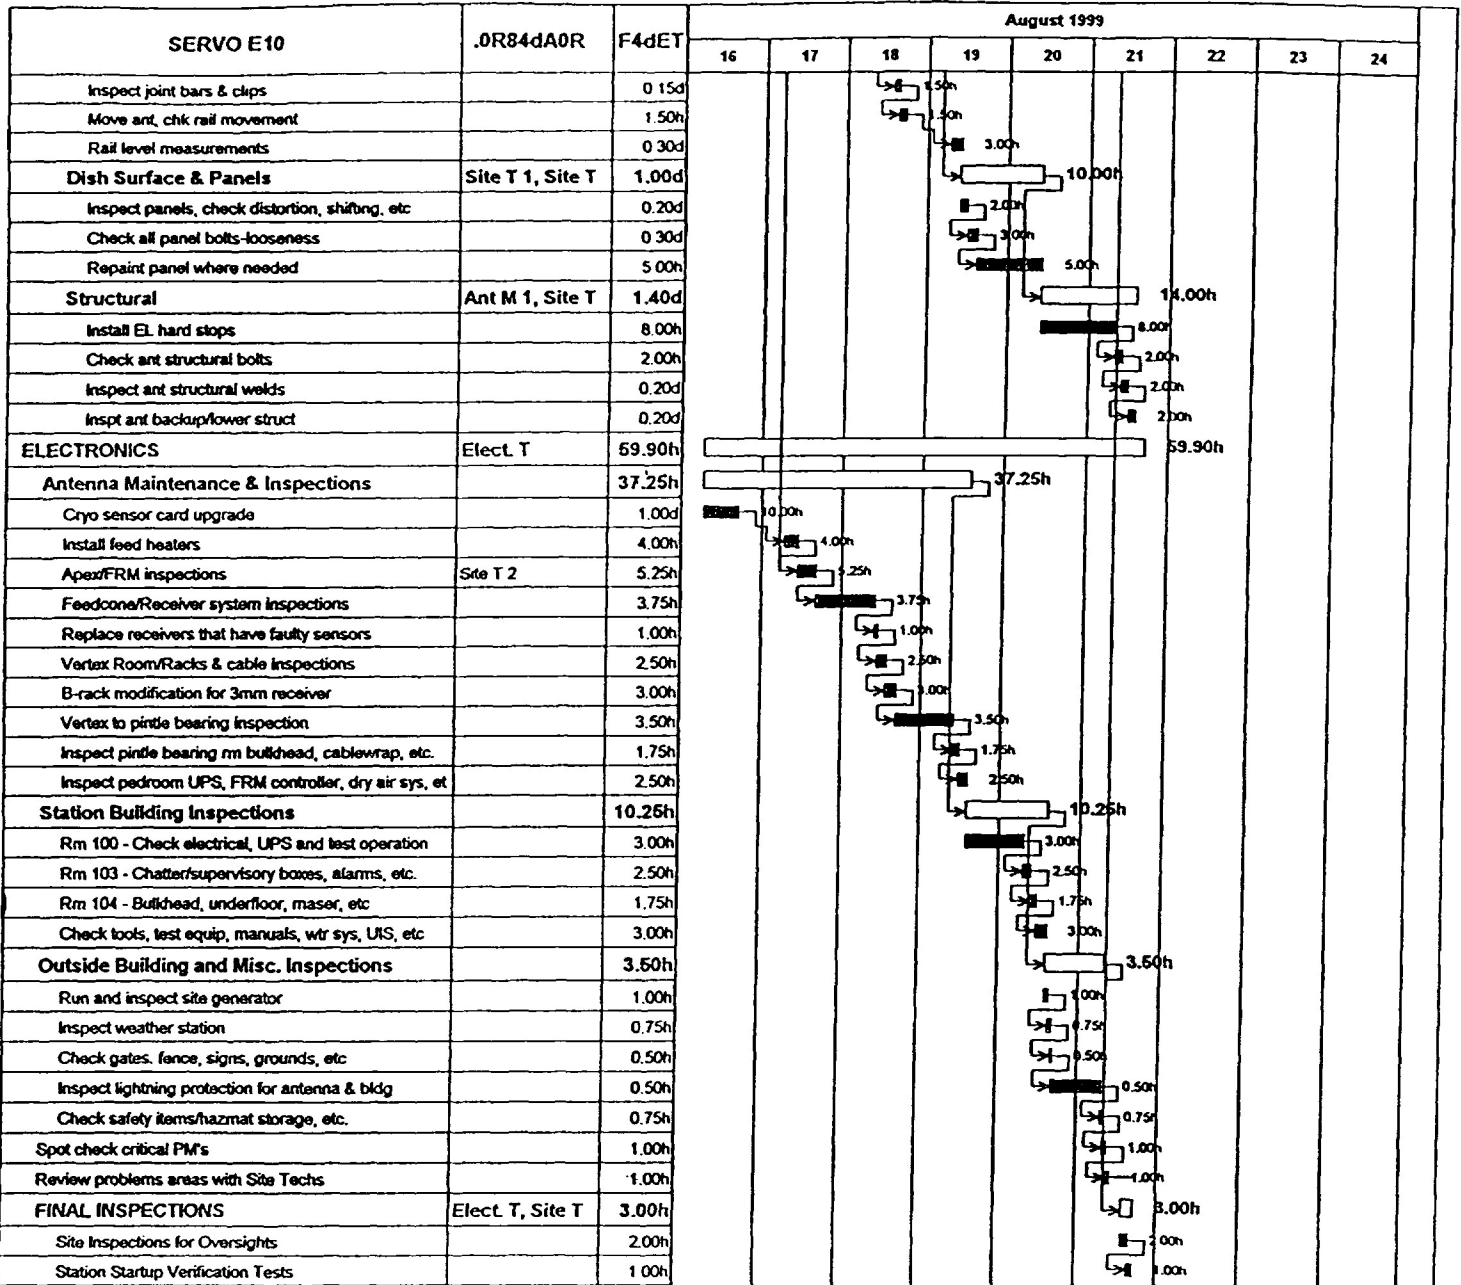 August 1999
SERVO E10 .0R84dA0R F4dET 16 17 18 19 20 21 22 23 24
Inspect joint bars & clips 0.15d 1.50h
Move ant, chk rail movement 1.50h 1.50h
Rail level measurements 0.30d 3.00h
Dish Surface & Panels Site T 1, Site T 1.00d 10.00h
Inspect panels, check distortion, shifting, etc 0.20d 2.00h
Check all panel bolts-looseness 0.30d 3.00h
Repaint panel where needed 5.00h 5.00h
Structural Ant M 1, Site T 1.40d 14.00h
Install EL hard stops 8.00h 8.00h
Check ant structural bolts 2.00h 2.00h
Inspect ant structural welds 0.20d 2.00h
Inspt ant backup/lower struct 0.20d 2.00h
ELECTRONICS Elect. T 59.90h 59.90h
Antenna Maintenance & Inspections 37.25h 37.25h
Cryo sensor card upgrade 1.00d 10.00h
Install feed heaters 4.00h 4.00h
Apex/FRM inspections Site T 2 5.25h 5.25h
Feedcone/Receiver system inspections 3.75h 3.75h
Replace receivers that have faulty sensors 1.00h 1.00h
Vertex Room/Racks & cable inspections 2.50h 2.50h
B-rack modification for 3mm receiver 3.00h 3.00h
Vertex to pintle bearing inspection 3.50h 3.50h
Inspect pintle bearing rm bulkhead, cablewrap, etc. 1.75h 1.75h
Inspect pedroom UPS, FRM controller, dry air sys, et 2.50h 2.50h
Station Building Inspections 10.25h 10.25h
Rm 100 - Check electrical, UPS and test operation 3.00h 3.00h
Rm 103 - Chatter/supervisory boxes, alarms, etc. 2.50h 2.50h
Rm 104 - Bulkhead, underfloor, maser, etc 1.75h 1.75h
Check tools, test equip, manuals, wtr sys, UIS, etc 3.00h 3.00h
Outside Building and Misc. Inspections 3.50h 3.50h
Run and inspect site generator 1.00h 1.00h
Inspect weather station 0.75h 0.75h
Check gates. fence, signs, grounds, etc 0.50h 0.50h
Inspect lightning protection for antenna & bldg 0.50h 0.50h
Check safety items/hazmat storage, etc. 0.75h 0.75h
Spot check critical PM's 1.00h 1.00h
Review problems areas with Site Techs 1.00h 1.00h
FINAL INSPECTIONS Elect. T, Site T 3.00h 3.00h
Site Inspections for Oversights 2.00h 2.00h
Station Startup Verification Tests 1.00h 1.00h